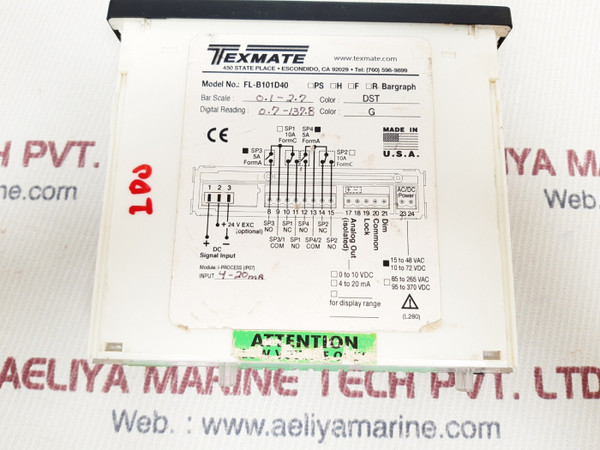 TEXMATE
www.texmate.com
450 STATE PLACE • ESCONDIDO, CA 92029 • Tel: (760) 598-9899
Model No.: FL-B101D40 PS H F R Bargraph
Bar Scale : 0.1-2.7 Color : DST
Digital Reading : 0.7-137.8 Color : G
CE
MADE IN
U.S.A.
SP1 SP4
10A 5A
FormC FormA
SP3
5A
FormA
SP2
10A
FormC
1 2 3
AC/DC
Power
8 9 10 11 12 13 14 15 17 18 19 20 21 23 24
SP3 SP1 SP1 SP2
NO NC NO NC
SP3/1 SP1 SP4/2 SP2
COM NO COM NO
+ 24 V EXC
(optional)
+ -
DC
Signal Input
Analog Out
(isolated)
Lock
Common
Dim
15 to 48 VAC
10 to 72 VDC
85 to 265 VAC
95 to 370 VDC
Module: I-PROCESS (IP07)
INPUT 4-20mA
0 to 10 VDC
4 to 20 mA
for display range
(L280)
LDO
ATTENTION
PVT.
LTD
AELIYA MARINE TECH PVT. LTD
Web. : www.aeliyamarine.com